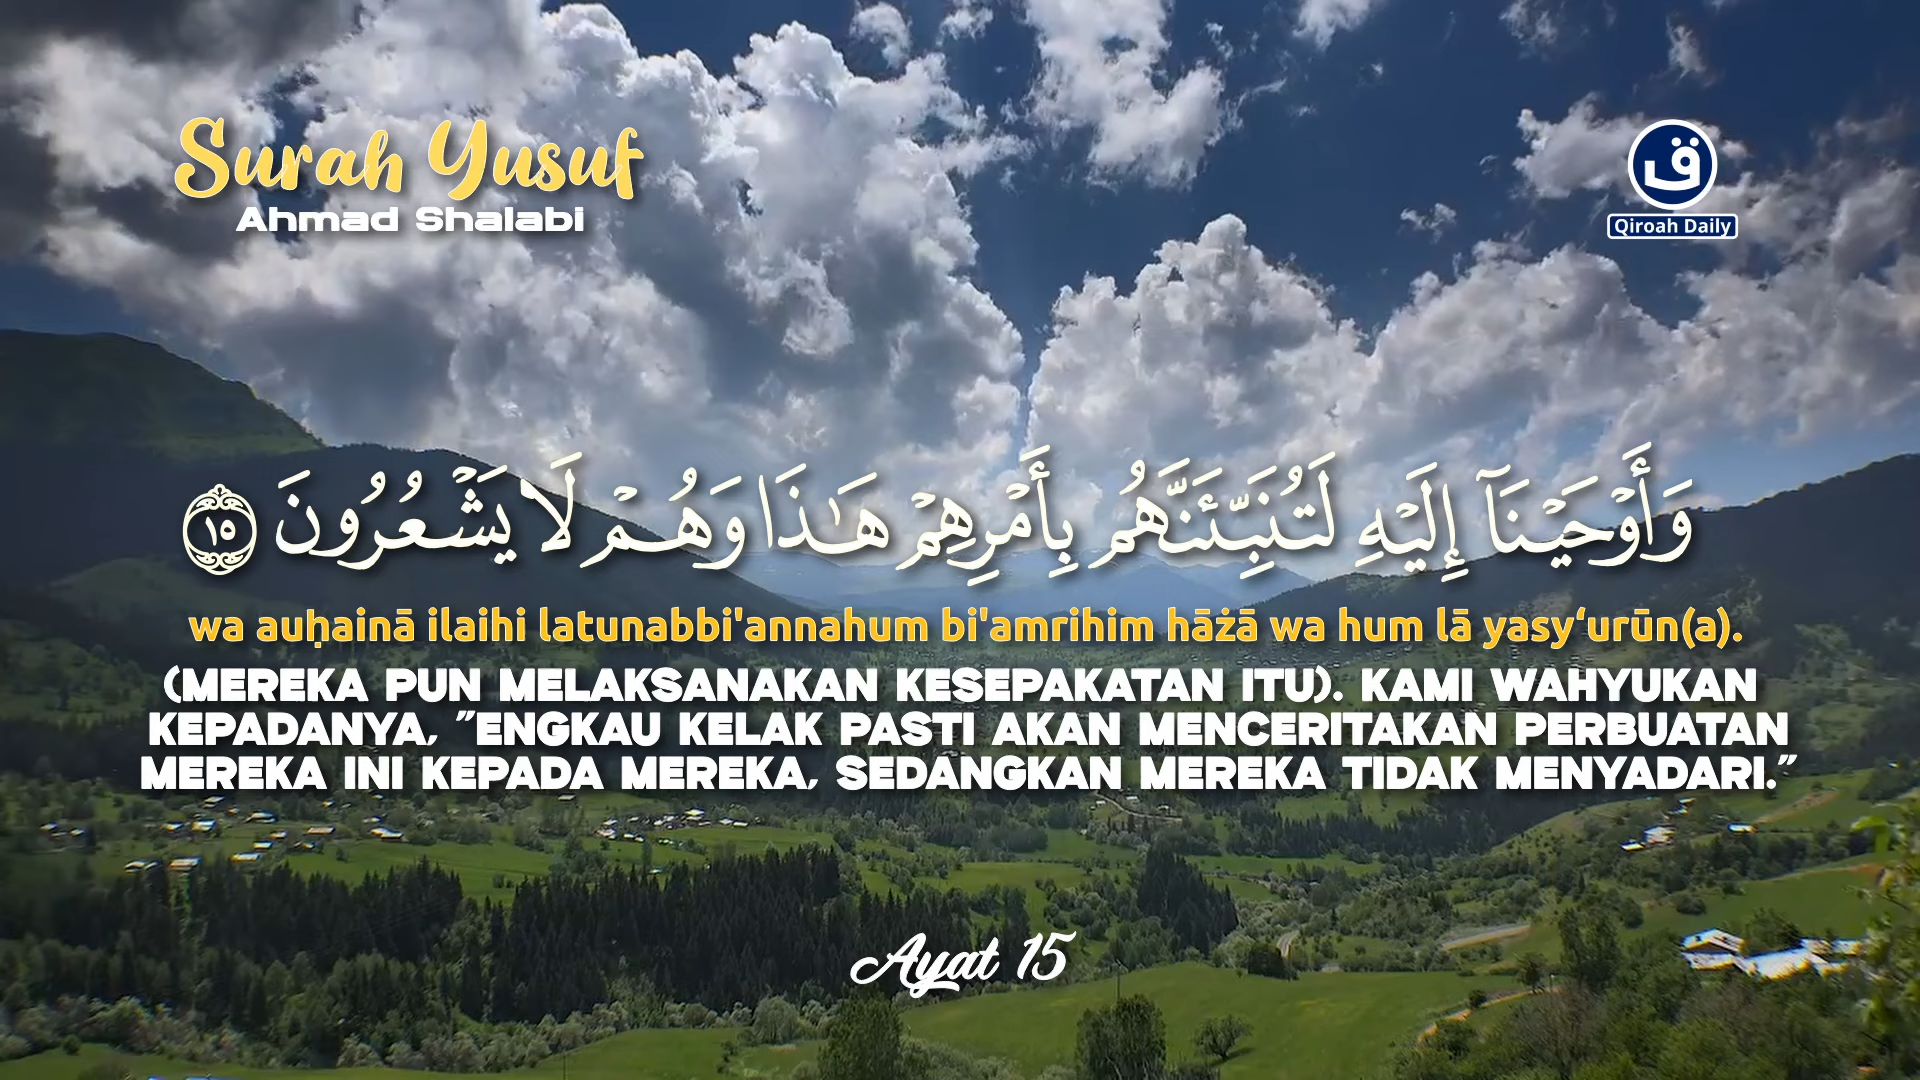 Surah Yusuf
Ahmad Shalabi
ق
Qiroah Daily
وَأَوْحَيْنَآ إِلَيْهِ لَتُنَبِّئَنَّهُم بِأَمْرِهِمْ هَـٰذَا وَهُمْ لَا يَشْعُرُونَ ١٥
wa auḥainā ilaihi latunabbi'annahum bi'amrihim hāżā wa hum lā yasy‘urūn(a).
(MEREKA PUN MELAKSANAKAN KESEPAKATAN ITU). KAMI WAHYUKAN
KEPADANYA, "ENGKAU KELAK PASTI AKAN MENCERITAKAN PERBUATAN
MEREKA INI KEPADA MEREKA, SEDANGKAN MEREKA TIDAK MENYADARI."
Ayat 15